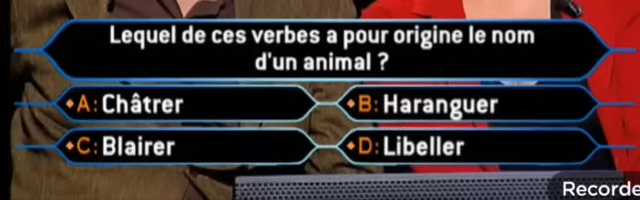 Lequel de ces verbes a pour origine le nom
d'un animal ?
A: Châtrer
B: Haranguer
C: Blairer
D: Libeller
Recorde